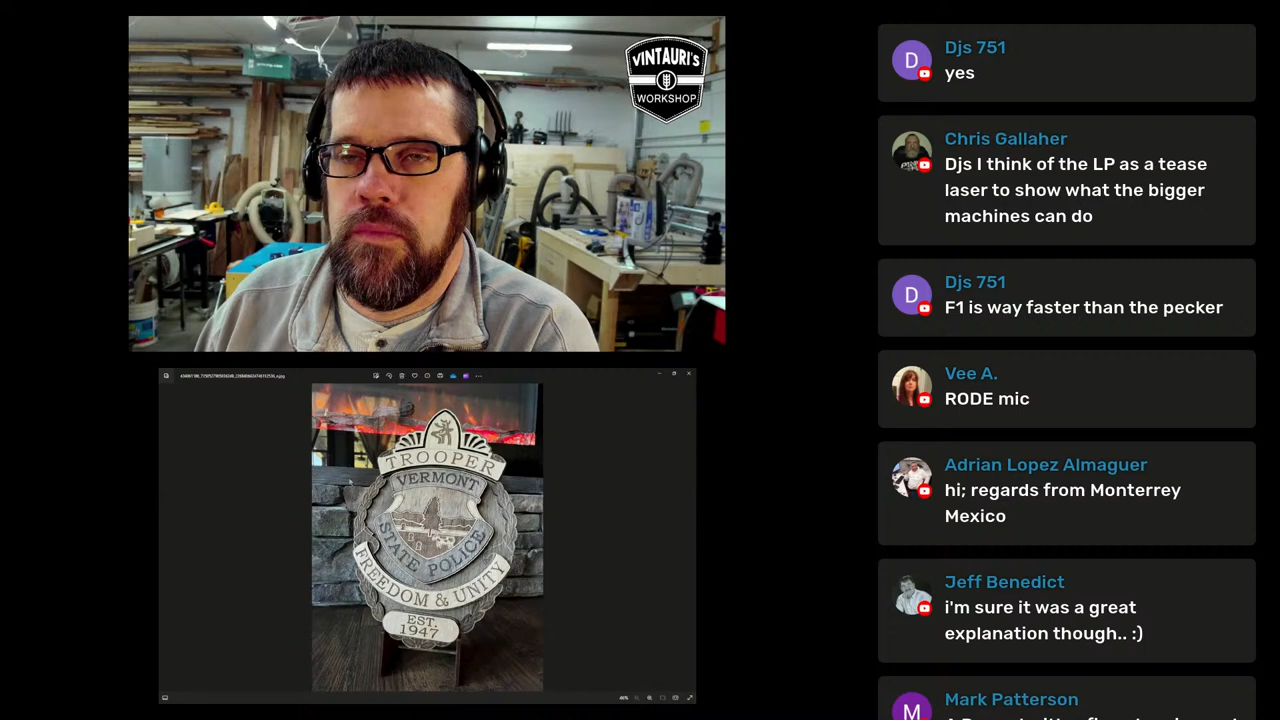 VINTAURI'S
WORKSHOP
TROOPER
VERMONT
STATE POLICE
FREEDOM & UNITY
EST.
1947
Djs 751
yes
Chris Gallaher
Djs I think of the LP as a tease
laser to show what the bigger
machines can do
Djs 751
F1 is way faster than the pecker
Vee A.
RODE mic
Adrian Lopez Almaguer
hi; regards from Monterrey
Mexico
Jeff Benedict
i'm sure it was a great
explanation though.. :)
Mark Patterson